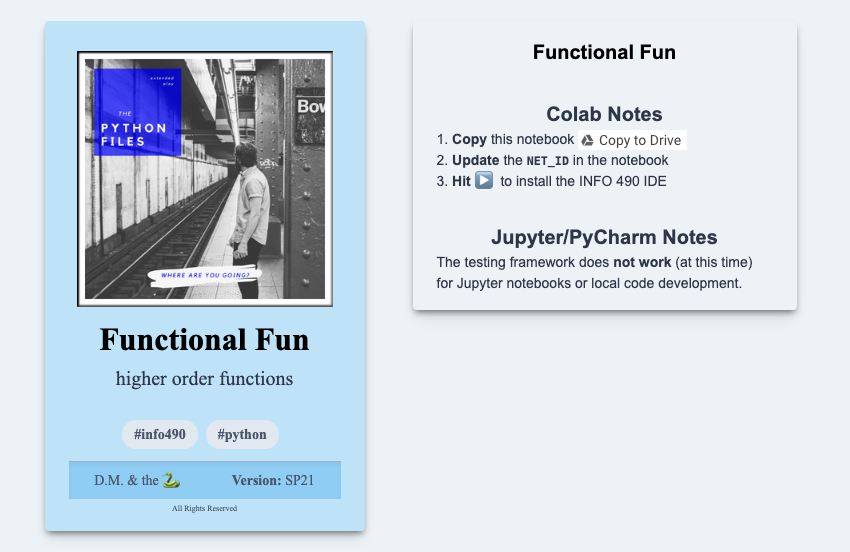 extended
play
THE
PYTHON
FILES
Bow
WHERE ARE YOU GOING?
Functional Fun
higher order functions
#info490 #python
D.M. & the 🐍 Version: SP21
All Rights Reserved
Functional Fun
Colab Notes
1. Copy this notebook Copy to Drive
2. Update the NET_ID in the notebook
3. Hit ▶️ to install the INFO 490 IDE
Jupyter/PyCharm Notes
The testing framework does not work (at this time)
for Jupyter notebooks or local code development.